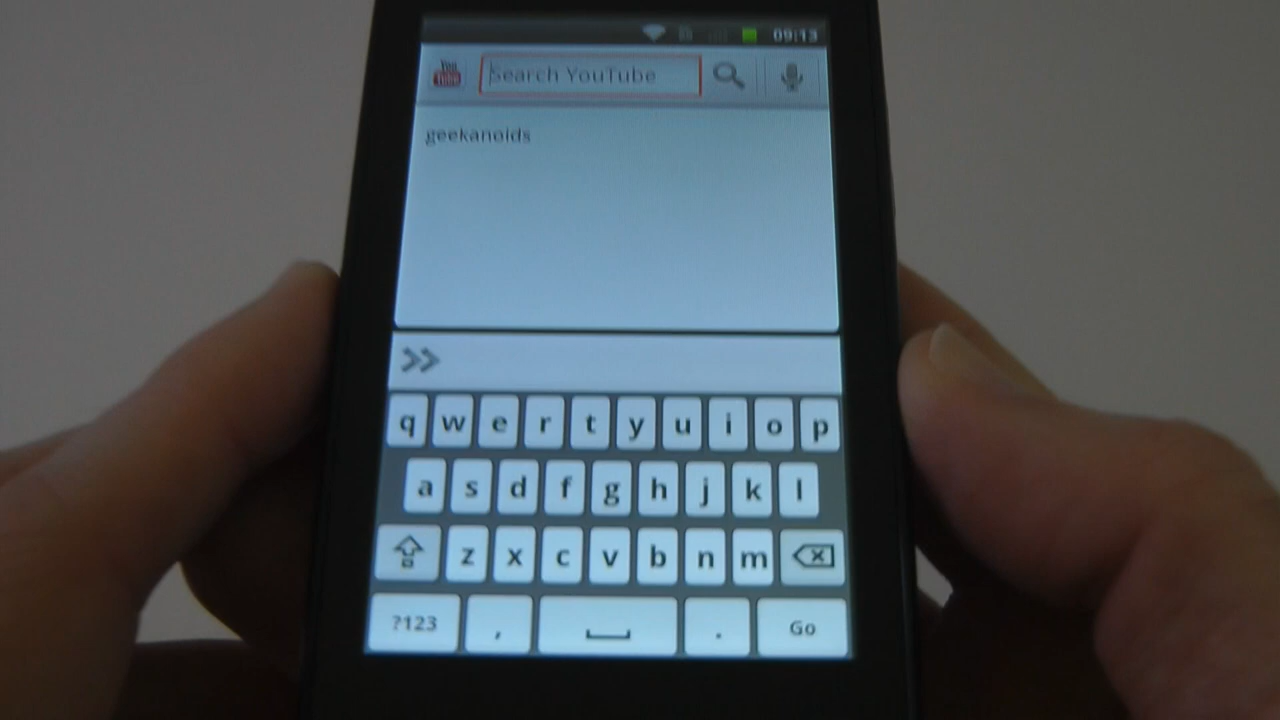 09:13
You
Tube
Search YouTube
geekanoids
q w e r t y u i o p
a s d f g h j k l
z x c v b n m
?123 , . Go